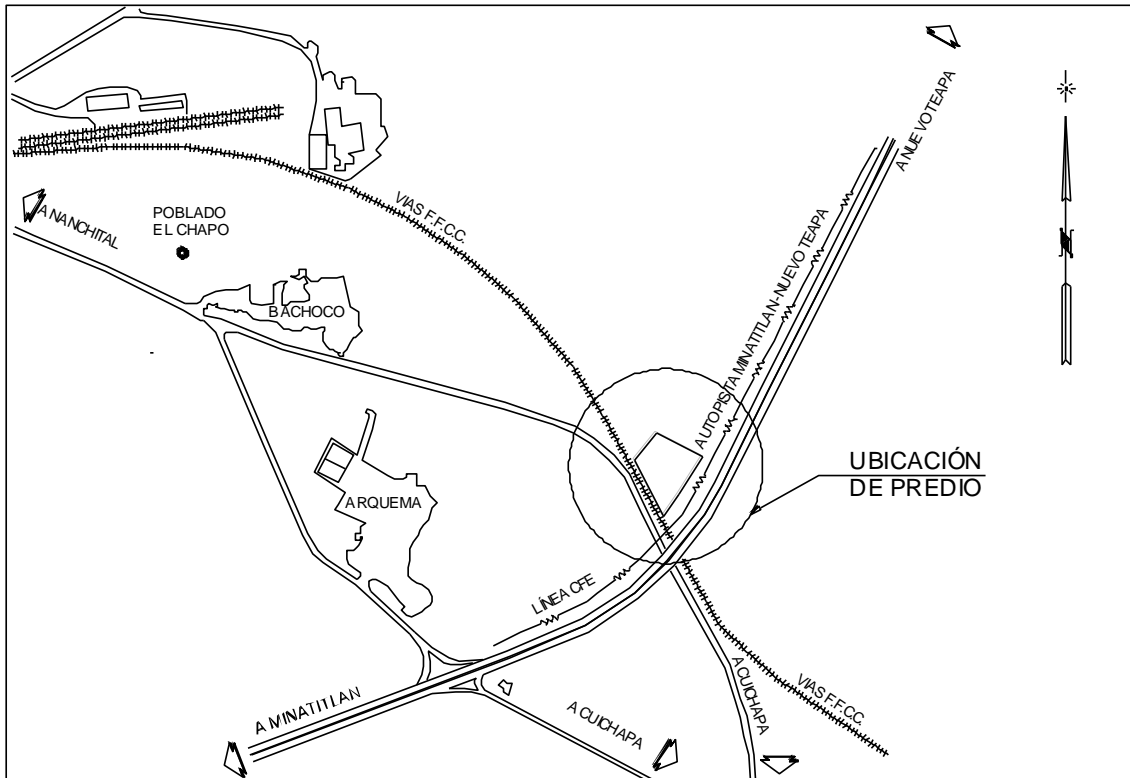 A NUEVO TEAPA
N
VIAS F.F.C.C.
A NANCHITAL
POBLADO
EL CHAPO
AUTOPISTA MINATITLAN-NUEVO TEAPA
BACHOCO
UBICACIÓN
DE PREDIO
ARQUEMA
LÍNEA CFE
A CUICHAPA
VIAS F.F.C.C.
A MINATITLAN
A CUICHAPA